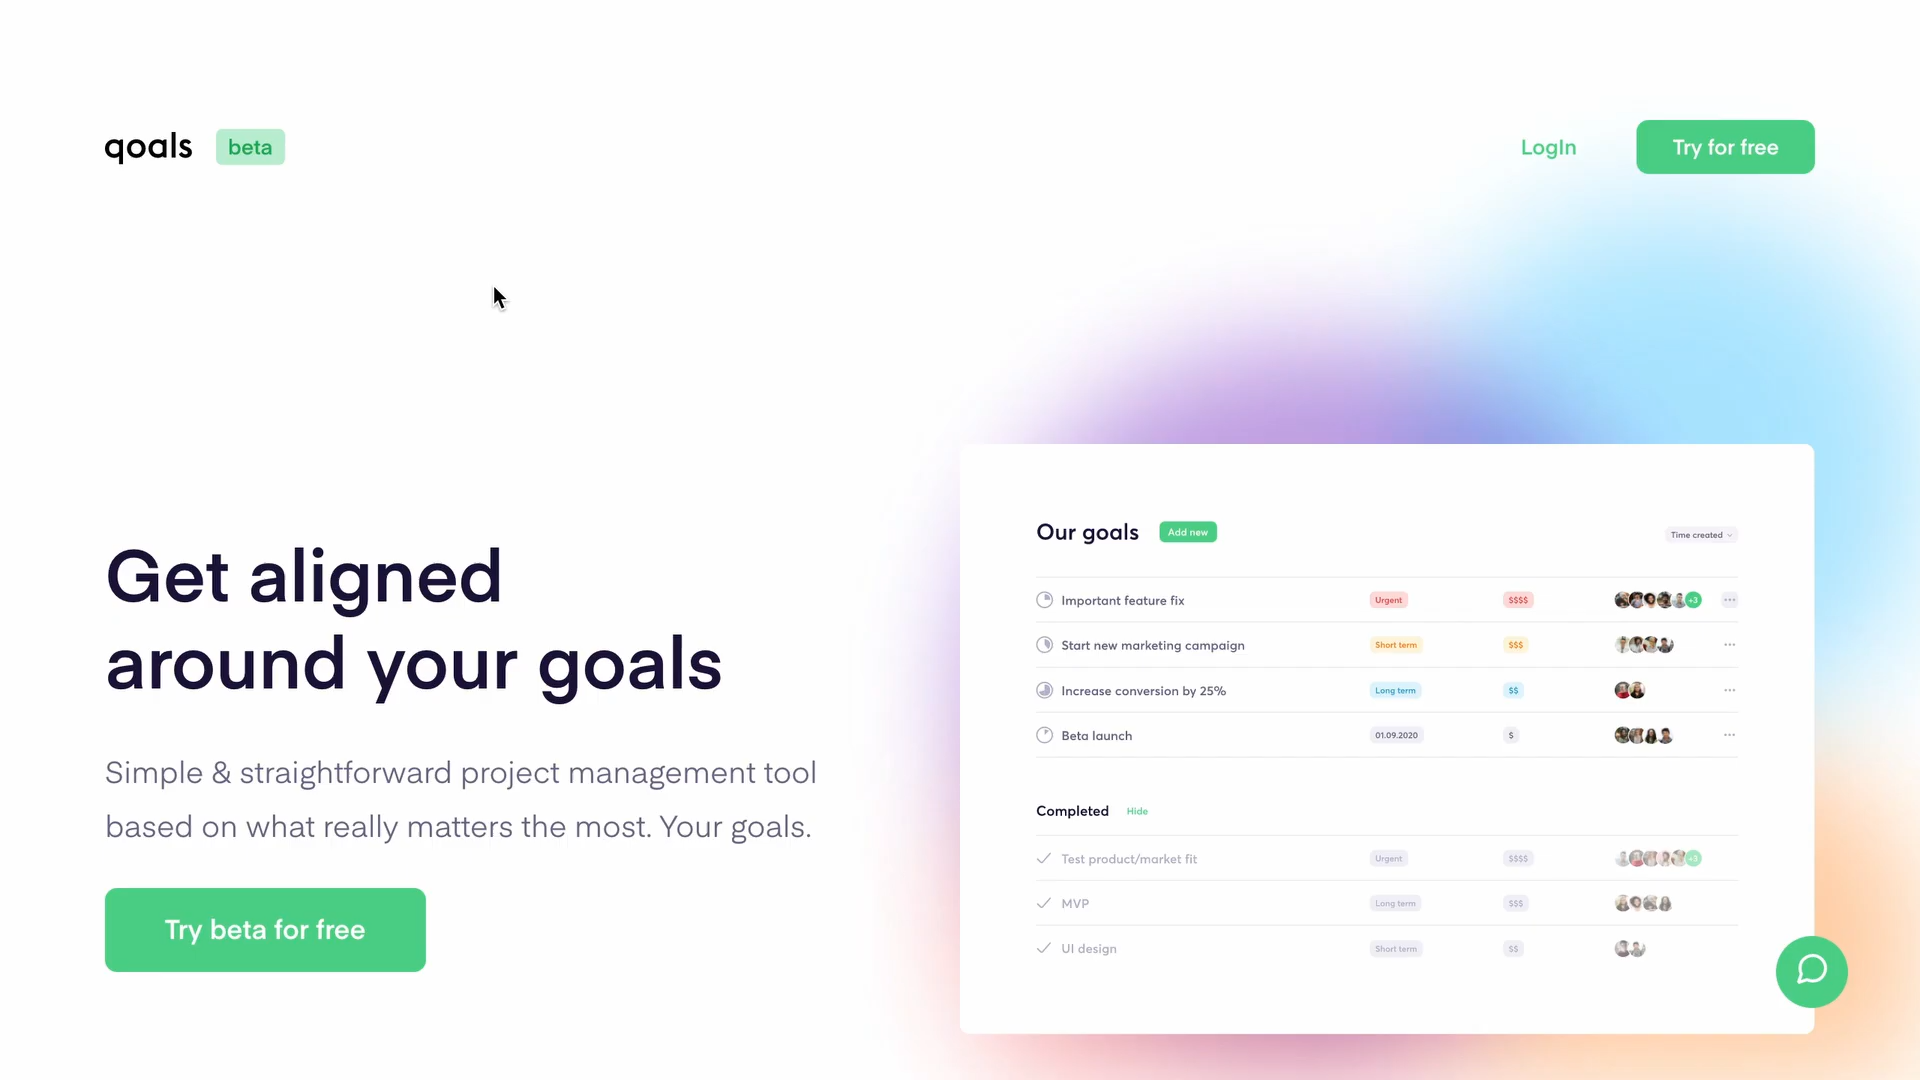 qoals beta
LogIn Try for free
Get aligned
around your goals
Simple & straightforward project management tool
based on what really matters the most. Your goals.
Try beta for free
Our goals Add new Time created
Important feature fix Urgent $$$$ +3
Start new marketing campaign Short term $$$
Increase conversion by 25% Long term $$
Beta launch 01.09.2020 $
Completed Hide
Test product/market fit Urgent $$$$ +3
MVP Long term $$$
UI design Short term $$